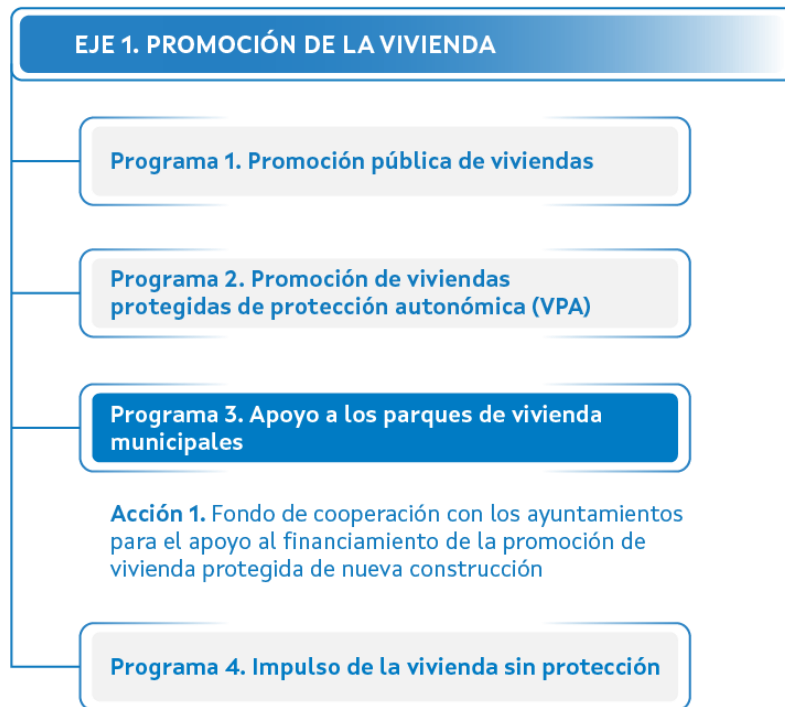 EJE 1. PROMOCIÓN DE LA VIVIENDA
Programa 1. Promoción pública de viviendas
Programa 2. Promoción de viviendas
protegidas de protección autonómica (VPA)
Programa 3. Apoyo a los parques de vivienda
municipales
Acción 1. Fondo de cooperación con los ayuntamientos
para el apoyo al financiamiento de la promoción de
vivienda protegida de nueva construcción
Programa 4. Impulso de la vivienda sin protección